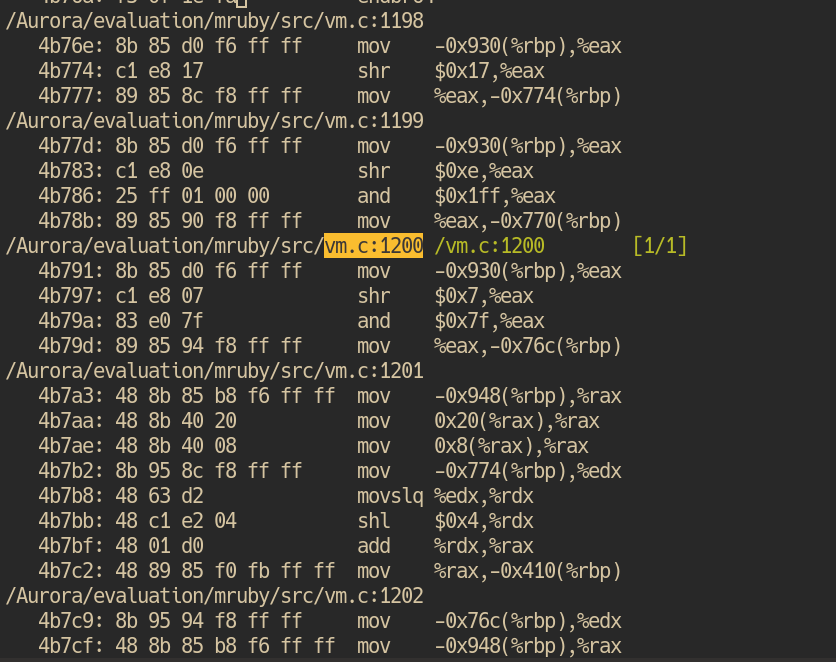 /Aurora/evaluation/mruby/src/vm.c:1198
4b76e: 8b 85 d0 f6 ff ff mov -0x930(%rbp),%eax
4b774: c1 e8 17 shr $0x17,%eax
4b777: 89 85 8c f8 ff ff mov %eax,-0x774(%rbp)
/Aurora/evaluation/mruby/src/vm.c:1199
4b77d: 8b 85 d0 f6 ff ff mov -0x930(%rbp),%eax
4b783: c1 e8 0e shr $0xe,%eax
4b786: 25 ff 01 00 00 and $0x1ff,%eax
4b78b: 89 85 90 f8 ff ff mov %eax,-0x770(%rbp)
/Aurora/evaluation/mruby/src/vm.c:1200 /vm.c:1200 [1/1]
4b791: 8b 85 d0 f6 ff ff mov -0x930(%rbp),%eax
4b797: c1 e8 07 shr $0x7,%eax
4b79a: 83 e0 7f and $0x7f,%eax
4b79d: 89 85 94 f8 ff ff mov %eax,-0x76c(%rbp)
/Aurora/evaluation/mruby/src/vm.c:1201
4b7a3: 48 8b 85 b8 f6 ff ff mov -0x948(%rbp),%rax
4b7aa: 48 8b 40 20 mov 0x20(%rax),%rax
4b7ae: 48 8b 40 08 mov 0x8(%rax),%rax
4b7b2: 8b 95 8c f8 ff ff mov -0x774(%rbp),%edx
4b7b8: 48 63 d2 movslq %edx,%rdx
4b7bb: 48 c1 e2 04 shl $0x4,%rdx
4b7bf: 48 01 d0 add %rdx,%rax
4b7c2: 48 89 85 f0 fb ff ff mov %rax,-0x410(%rbp)
/Aurora/evaluation/mruby/src/vm.c:1202
4b7c9: 8b 95 94 f8 ff ff mov -0x76c(%rbp),%edx
4b7cf: 48 8b 85 b8 f6 ff ff mov -0x948(%rbp),%rax